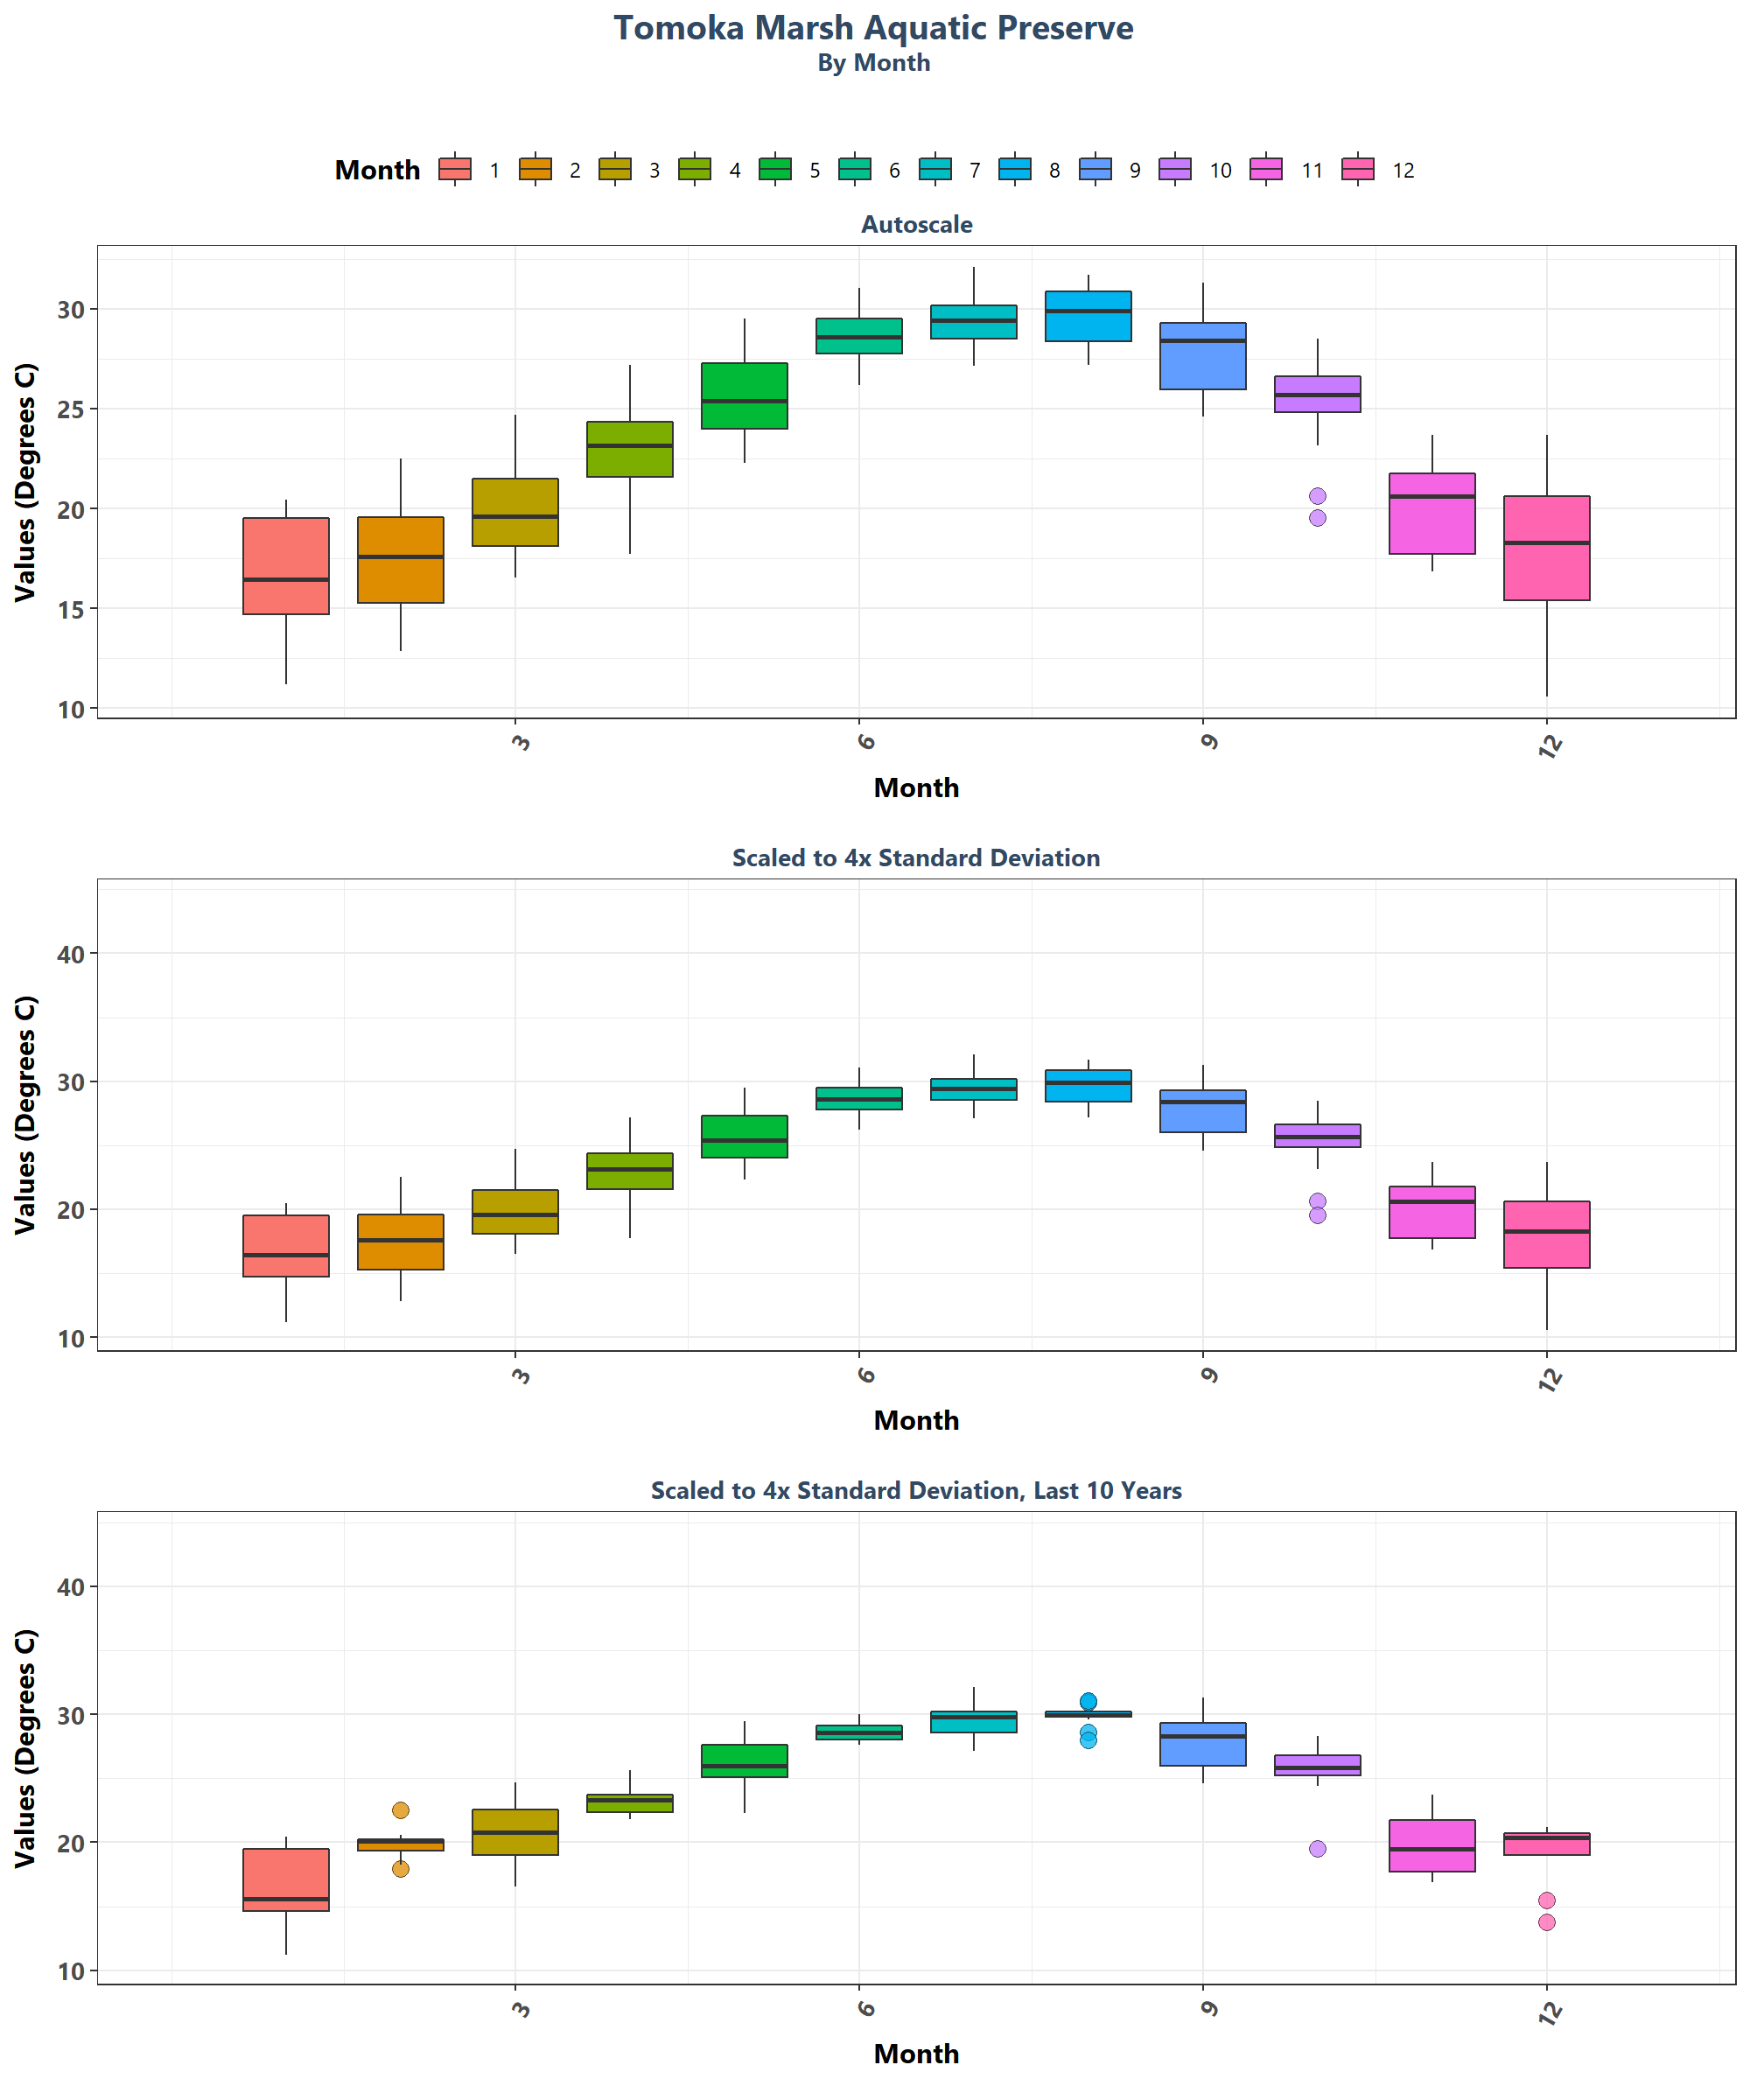 Tomoka Marsh Aquatic Preserve
By Month
Month 1 2 3 4 5 6 7 8 9 10 11 12
Autoscale
Values (Degrees C)
30
25
20
15
10
3 6 9 12
Month
Scaled to 4x Standard Deviation
Values (Degrees C)
40
30
20
10
3 6 9 12
Month
Scaled to 4x Standard Deviation, Last 10 Years
Values (Degrees C)
40
30
20
10
3 6 9 12
Month